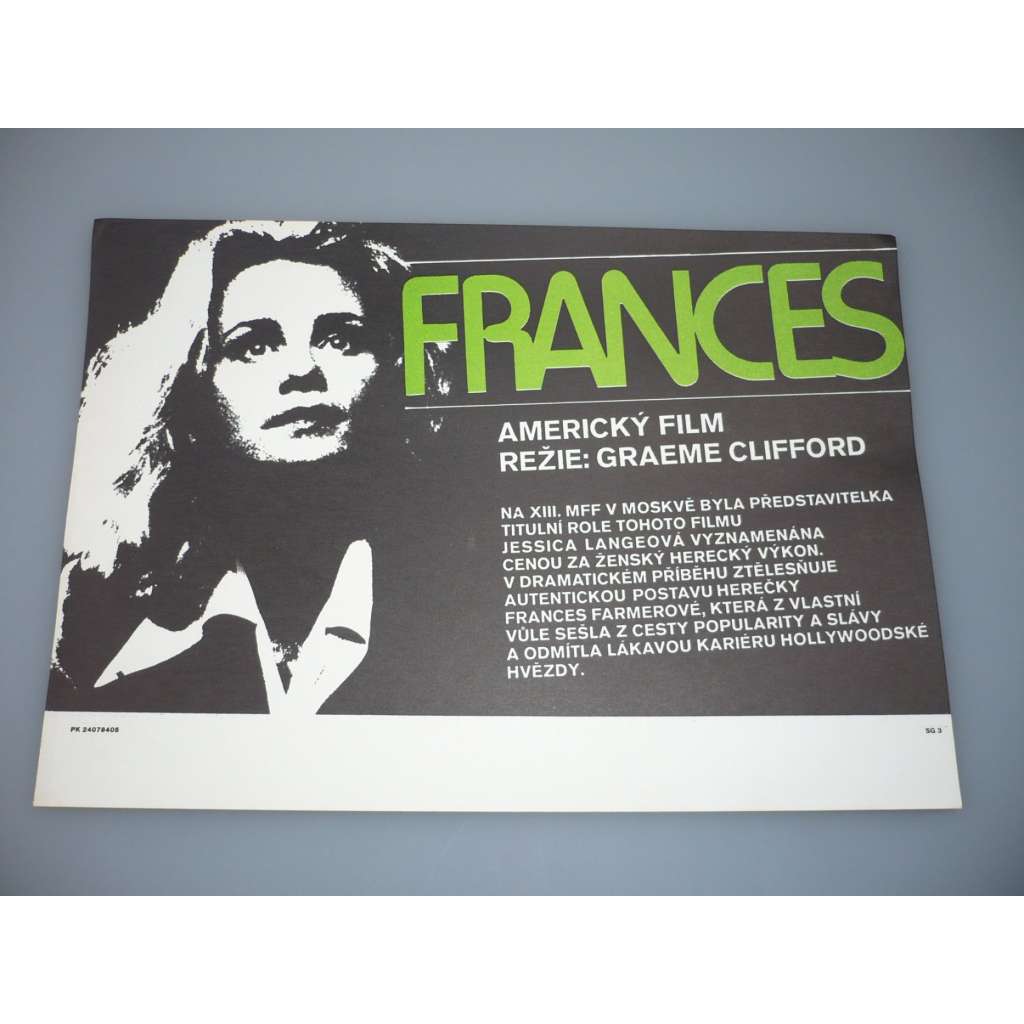 FRANCES
AMERICKÝ FILM
REŽIE: GRAEME CLIFFORD
NA XIII. MFF V MOSKVĚ BYLA PŘEDSTAVITELKA
TITULNÍ ROLE TOHOTO FILMU
JESSICA LANGEOVÁ VYZNAMENÁNA
CENOU ZA ŽENSKÝ HERECKÝ VÝKON.
V DRAMATICKÉM PŘÍBĚHU ZTĚLESŇUJE
AUTENTICKOU POSTAVU HEREČKY
FRANCES FARMEROVÉ, KTERÁ Z VLASTNÍ
VŮLE SEŠLA Z CESTY POPULARITY A SLÁVY
A ODMÍTLA LÁKAVOU KARIÉRU HOLLYWOODSKÉ
HVĚZDY.
PK 24078408
SG 3